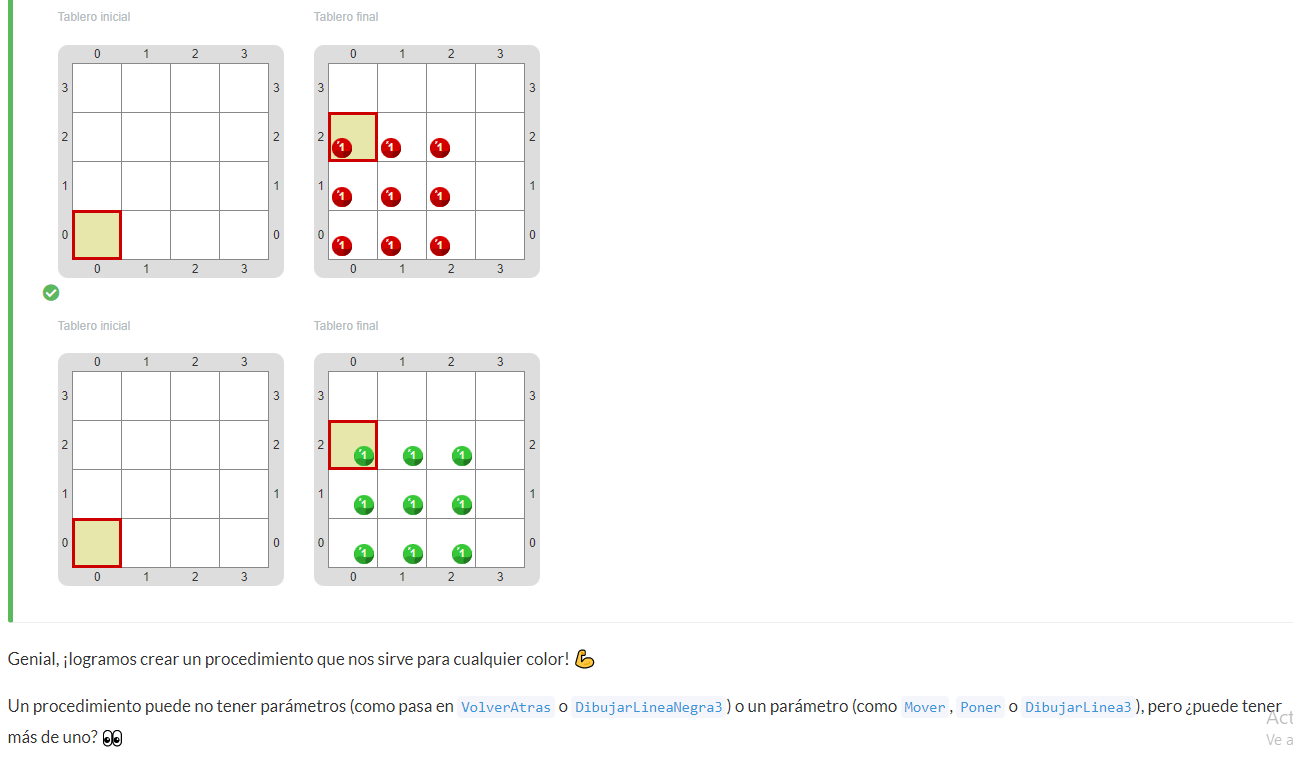 Tablero inicial Tablero final
0 1 2 3 0 1 2 3
3 3 3 3
2 2 2 1 1 1 2
1 1 1 1 1 1 1
0 0 0 1 1 1 0
0 1 2 3 0 1 2 3
Tablero inicial Tablero final
0 1 2 3 0 1 2 3
3 3 3 3
2 2 2 1 1 1 2
1 1 1 1 1 1 1
0 0 0 1 1 1 0
0 1 2 3 0 1 2 3
Genial, ¡logramos crear un procedimiento que nos sirve para cualquier color! 💪
Un procedimiento puede no tener parámetros (como pasa en VolverAtras o DibujarLineaNegra3) o un parámetro (como Mover, Poner o DibujarLinea3), pero ¿puede tener
más de uno? 👀
Act
Ve a